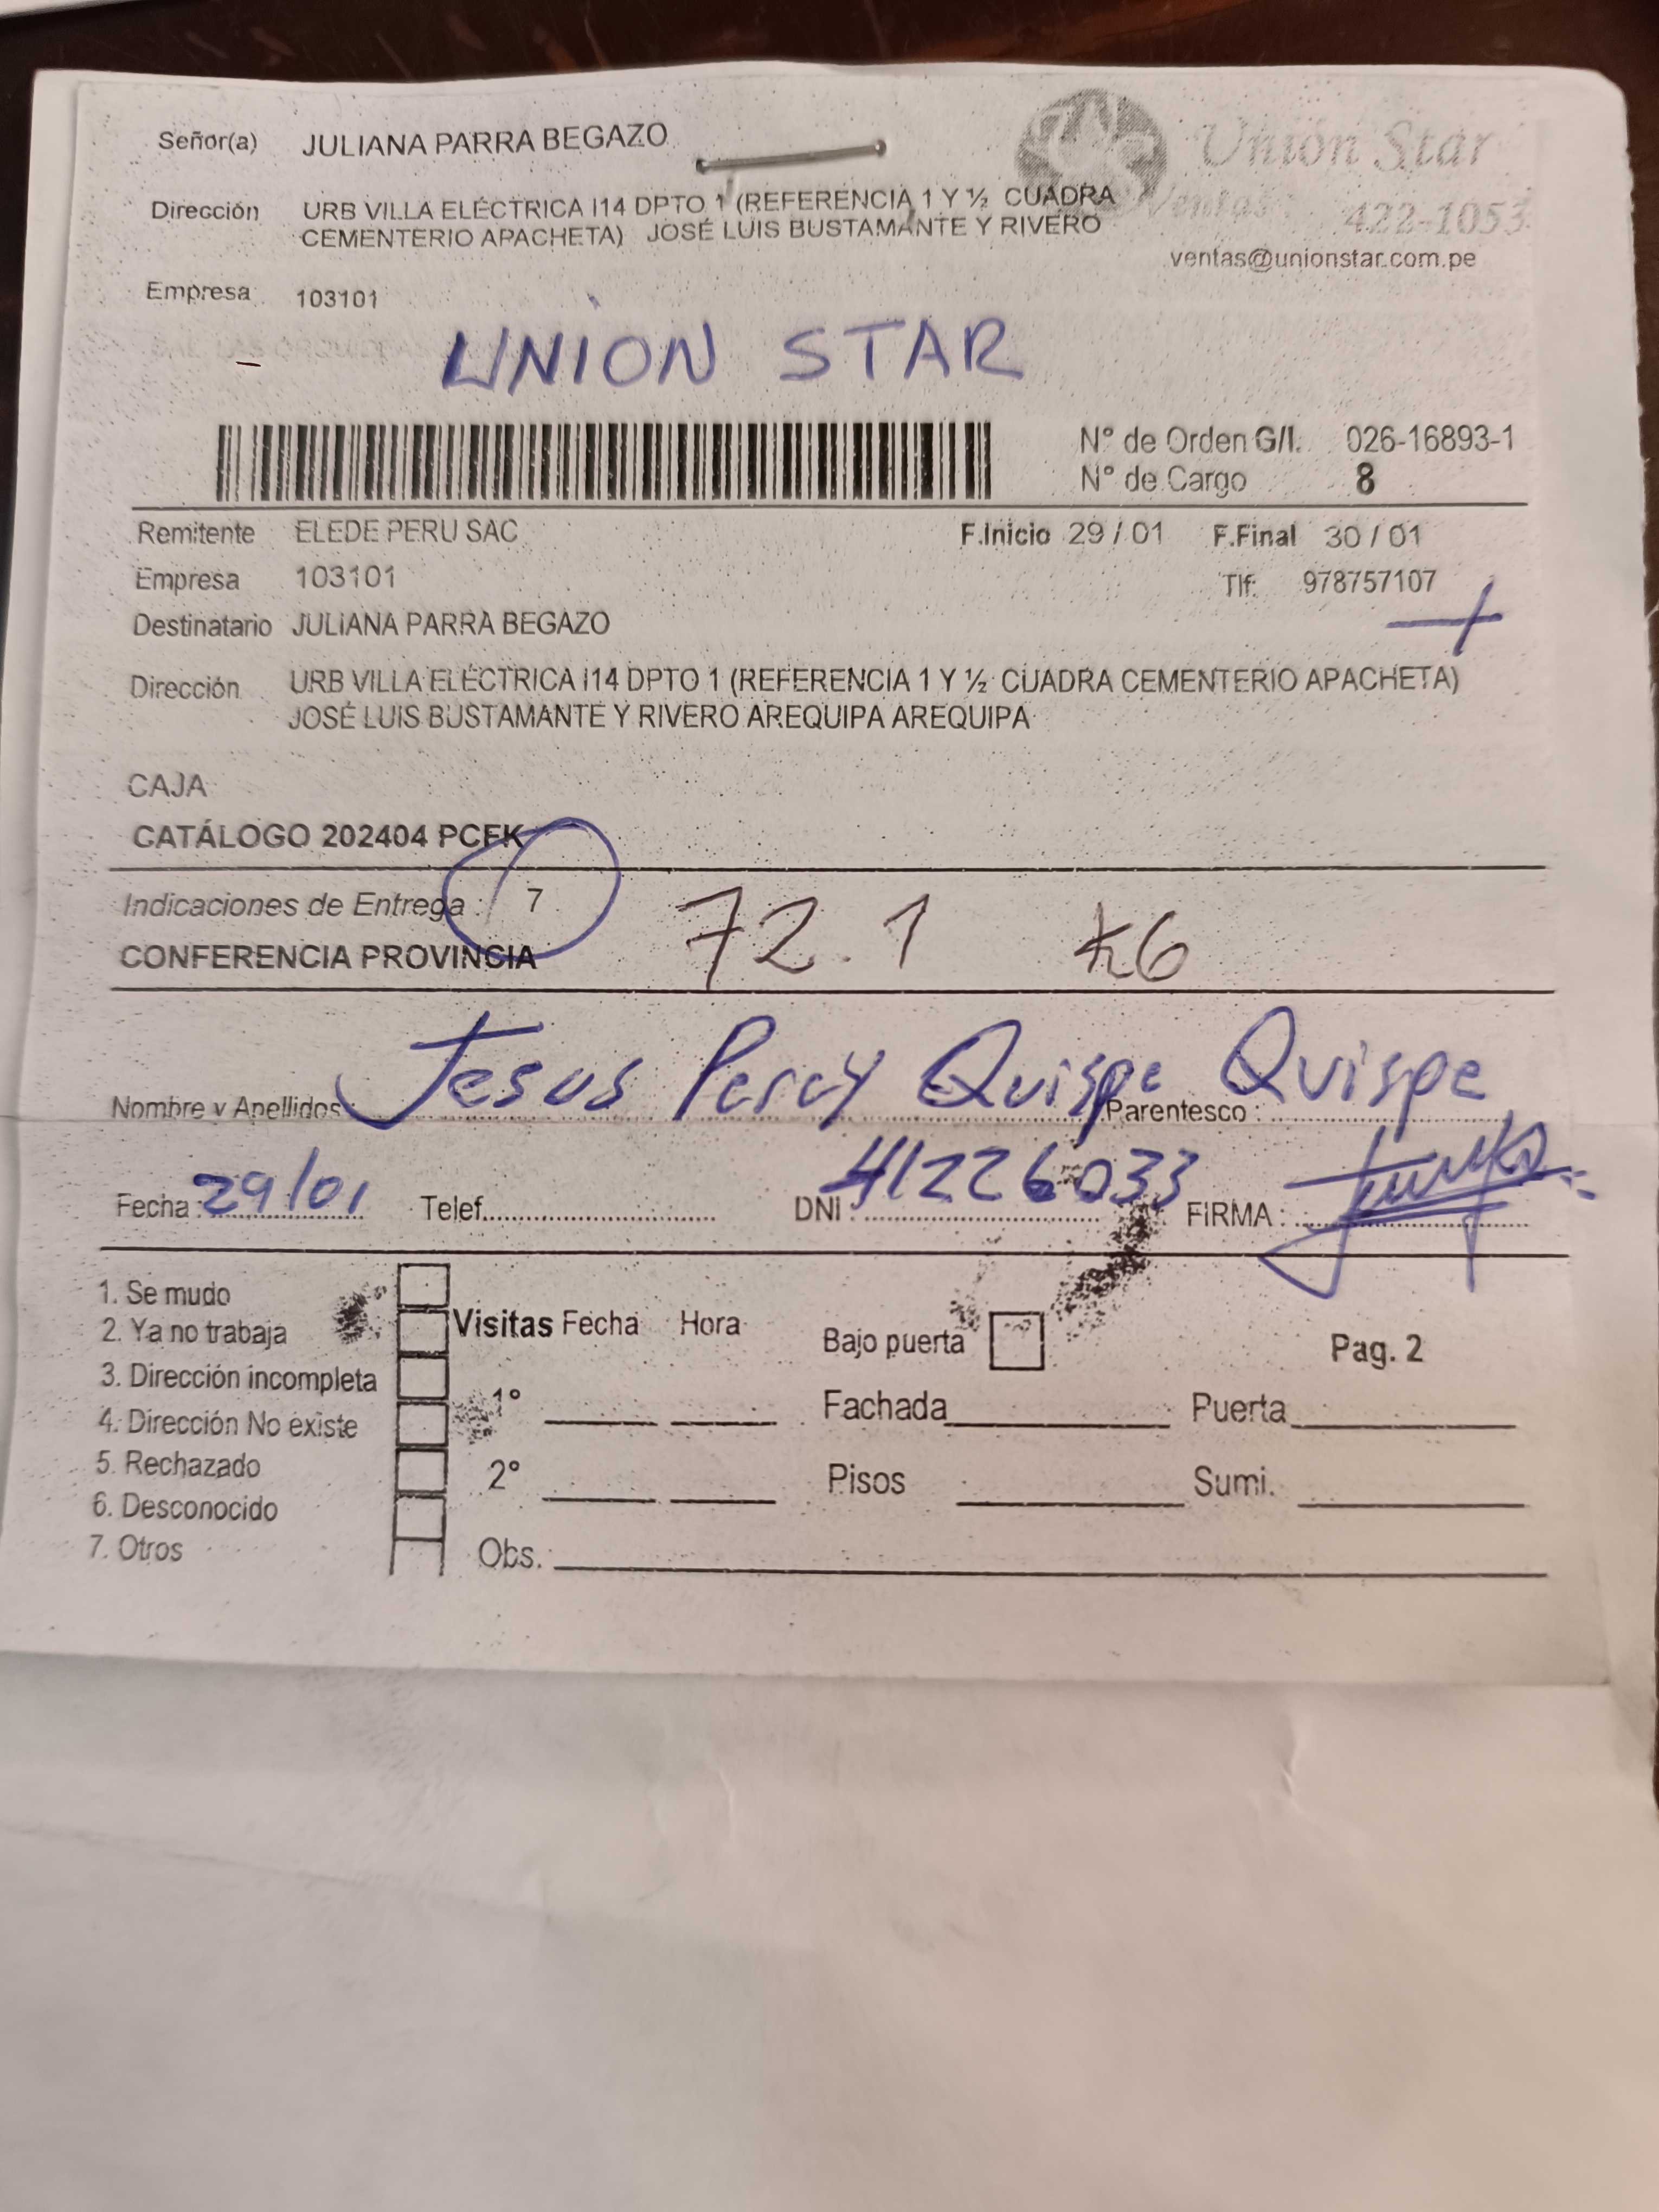 Señor(a) JULIANA PARRA BEGAZO
Unión Star
Dirección URB VILLA ELÉCTRICA I14 DPTO 1 (REFERENCIA 1 Y ½ CUADRA
CEMENTERIO APACHETA) JOSÉ LUIS BUSTAMANTE Y RIVERO
Ventas 422-1053
ventas@unionstar.com.pe
Empresa 103101
UNION STAR
N° de Orden G/I. 026-16893-1
N° de Cargo 8
Remitente ELEDE PERU SAC F.Inicio 29 / 01 F.Final 30 / 01
Empresa 103101 Tlf: 978757107
Destinatario JULIANA PARRA BEGAZO
Dirección URB VILLA ELÉCTRICA I14 DPTO 1 (REFERENCIA 1 Y ½ CUADRA CEMENTERIO APACHETA)
JOSÉ LUIS BUSTAMANTE Y RIVERO AREQUIPA AREQUIPA
CAJA
CATÁLOGO 202404 PCFK
Indicaciones de Entrega : 7 72.1 KG
CONFERENCIA PROVINCIA
Nombre y Apellidos : Jesus Percy Quispe Quispe Parentesco :
Fecha : 29/01 Telef. DNI : 41226033 FIRMA :
1. Se mudo
2. Ya no trabaja
3. Dirección incompleta
4. Dirección No existe
5. Rechazado
6. Desconocido
7. Otros
Visitas Fecha Hora
1°
2°
Obs.
Bajo puerta Pag. 2
Fachada Puerta
Pisos Sumi.